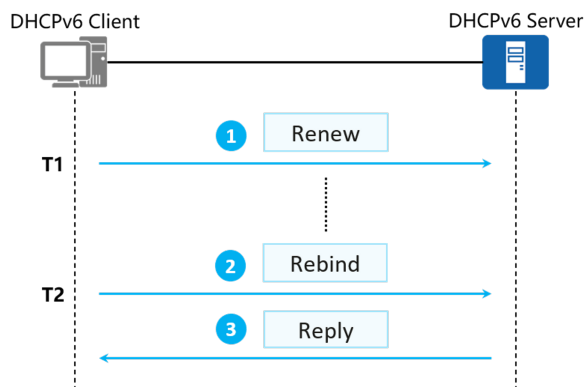 DHCPv6 Client
DHCPv6 Server
1 Renew
T1
2 Rebind
T2
3 Reply